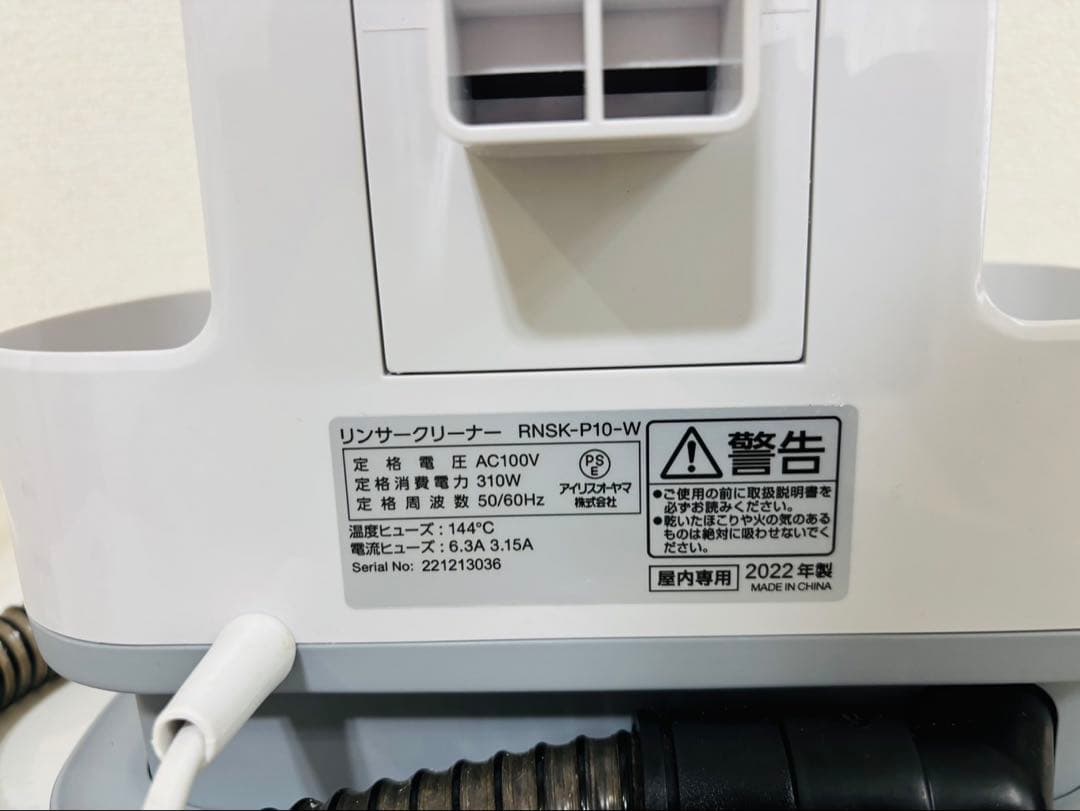 リンサークリーナー RNSK-P10-W
定格電圧 AC100V
定格消費電力 310W
定格周波数 50/60Hz
PSE
アイリスオーヤマ
株式会社
温度ヒューズ : 144°C
電流ヒューズ : 6.3A 3.15A
Serial No: 221213036
警告
●ご使用の前に取扱説明書を
必ずお読みください。
●乾いたほこりや火の気のある
ものは絶対に吸わせないでく
ださい。
屋内専用 2022年製
MADE IN CHINA